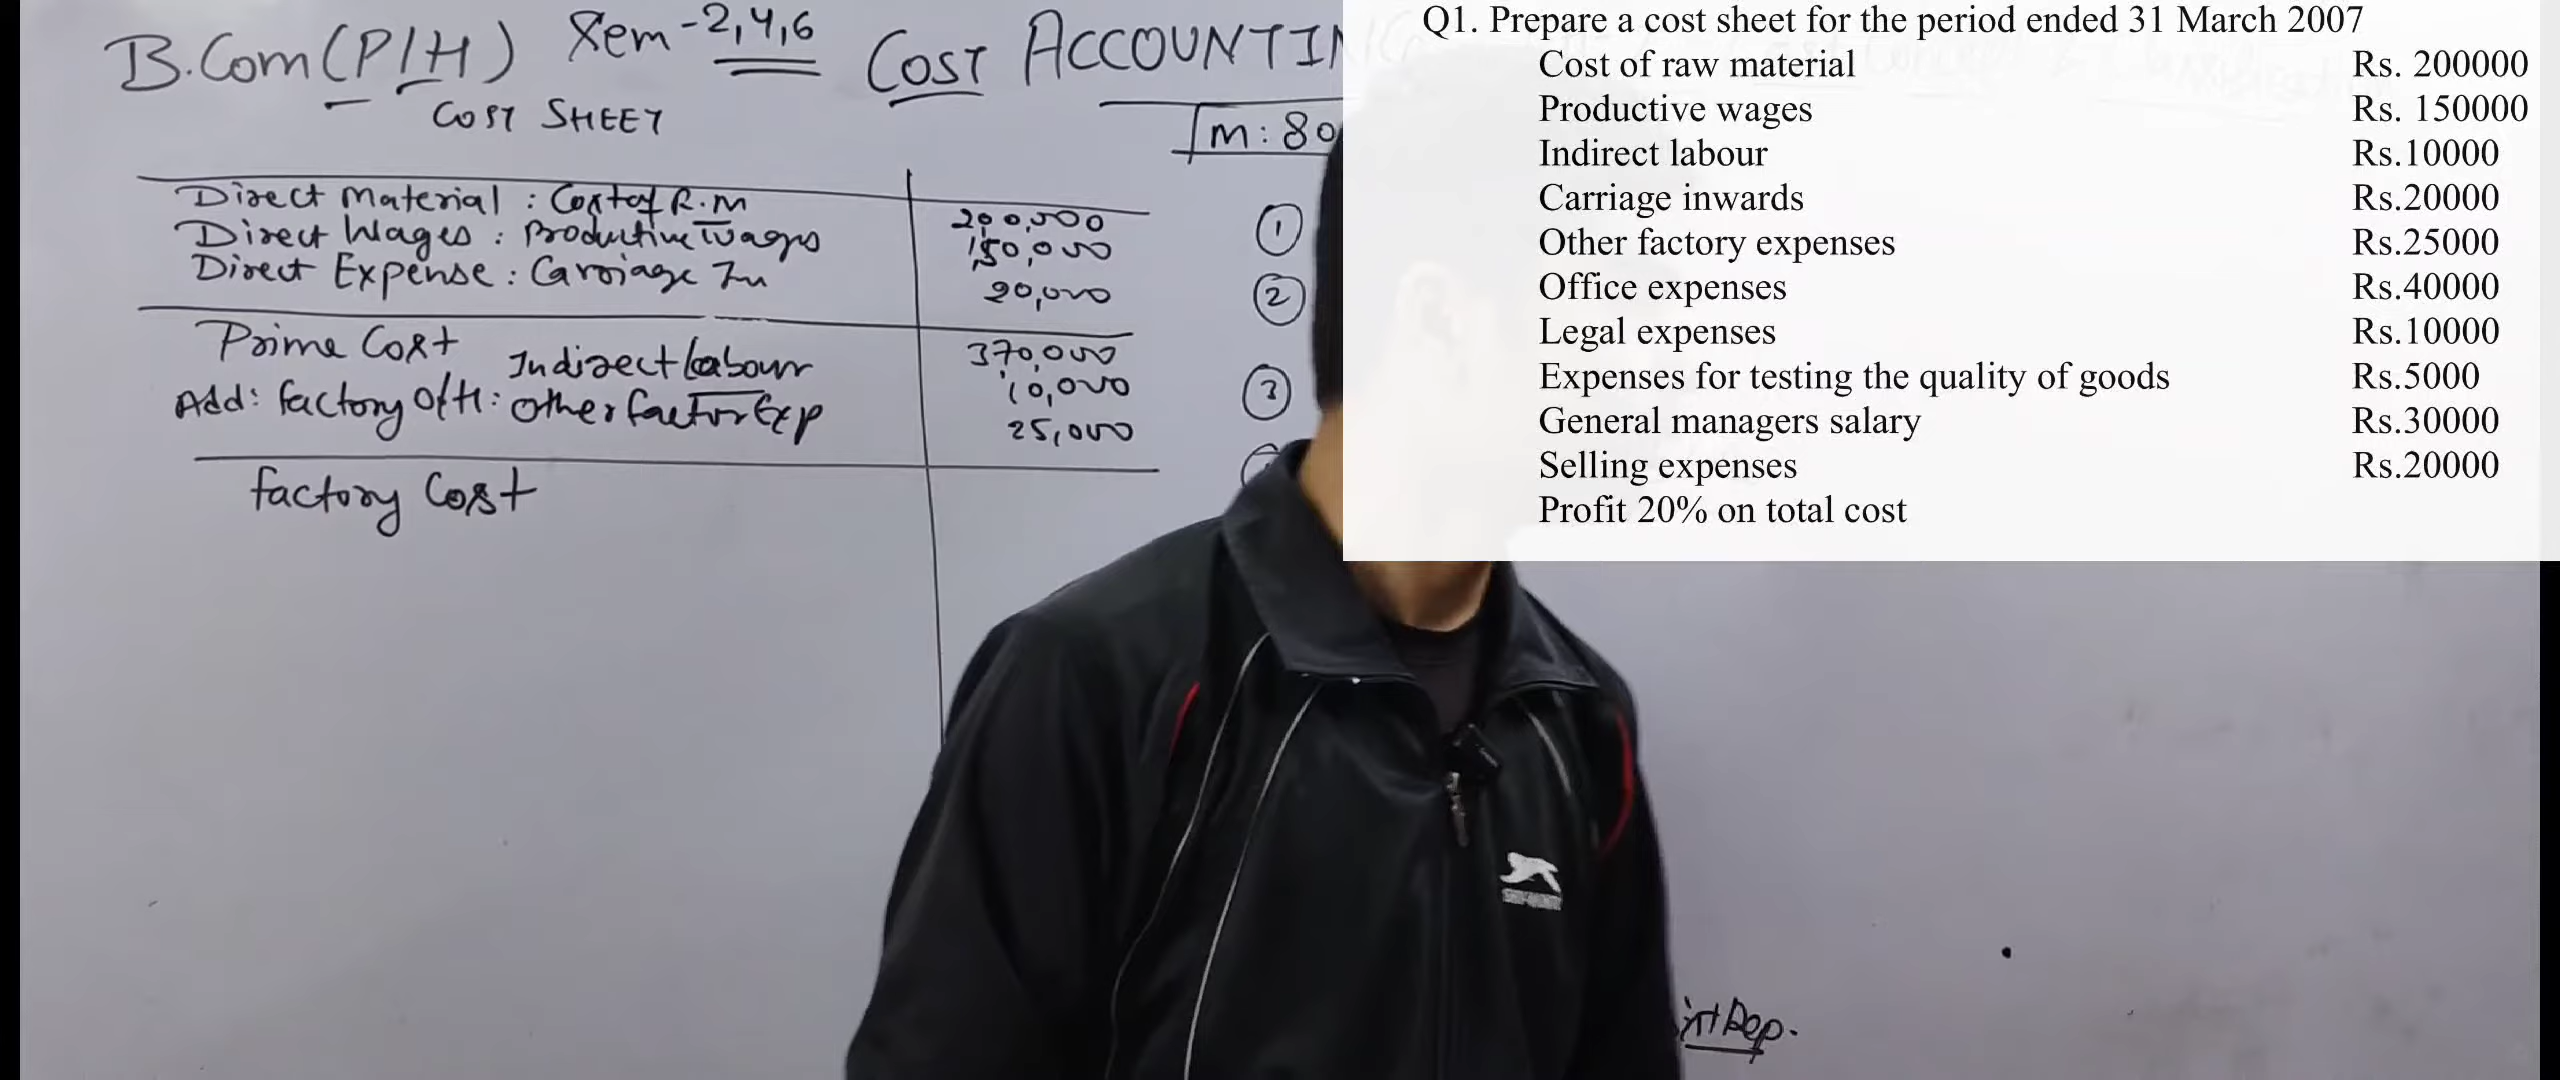 B.Com (P/H) Sem-2,4,6 COST ACCOUNTIN
COST SHEET
M: 80
Direct Material : Cost of R.M 200,000
Direct Wages : Productive Wages 150,000
Direct Expense : Carriage In 20,000
Prime Cost 370,000
Indirect Labour 10,000
Add: factory O/H : Other factor Exp 25,000
factory Cost
1
2
3
Q1. Prepare a cost sheet for the period ended 31 March 2007
Cost of raw material Rs. 200000
Productive wages Rs. 150000
Indirect labour Rs.10000
Carriage inwards Rs.20000
Other factory expenses Rs.25000
Office expenses Rs.40000
Legal expenses Rs.10000
Expenses for testing the quality of goods Rs.5000
General managers salary Rs.30000
Selling expenses Rs.20000
Profit 20% on total cost
Dep.